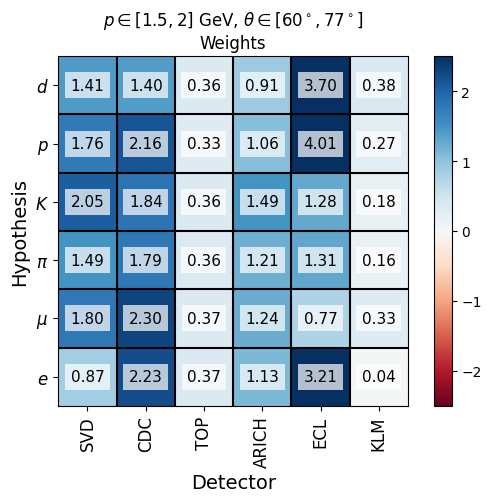 p ∈ [1.5, 2] GeV, θ ∈ [60°, 77°]
Weights
d 1.41 1.40 0.36 0.91 3.70 0.38
p 1.76 2.16 0.33 1.06 4.01 0.27
K 2.05 1.84 0.36 1.49 1.28 0.18
π 1.49 1.79 0.36 1.21 1.31 0.16
μ 1.80 2.30 0.37 1.24 0.77 0.33
e 0.87 2.23 0.37 1.13 3.21 0.04
Hypothesis
SVD CDC TOP ARICH ECL KLM
Detector
2
1
0
−1
−2